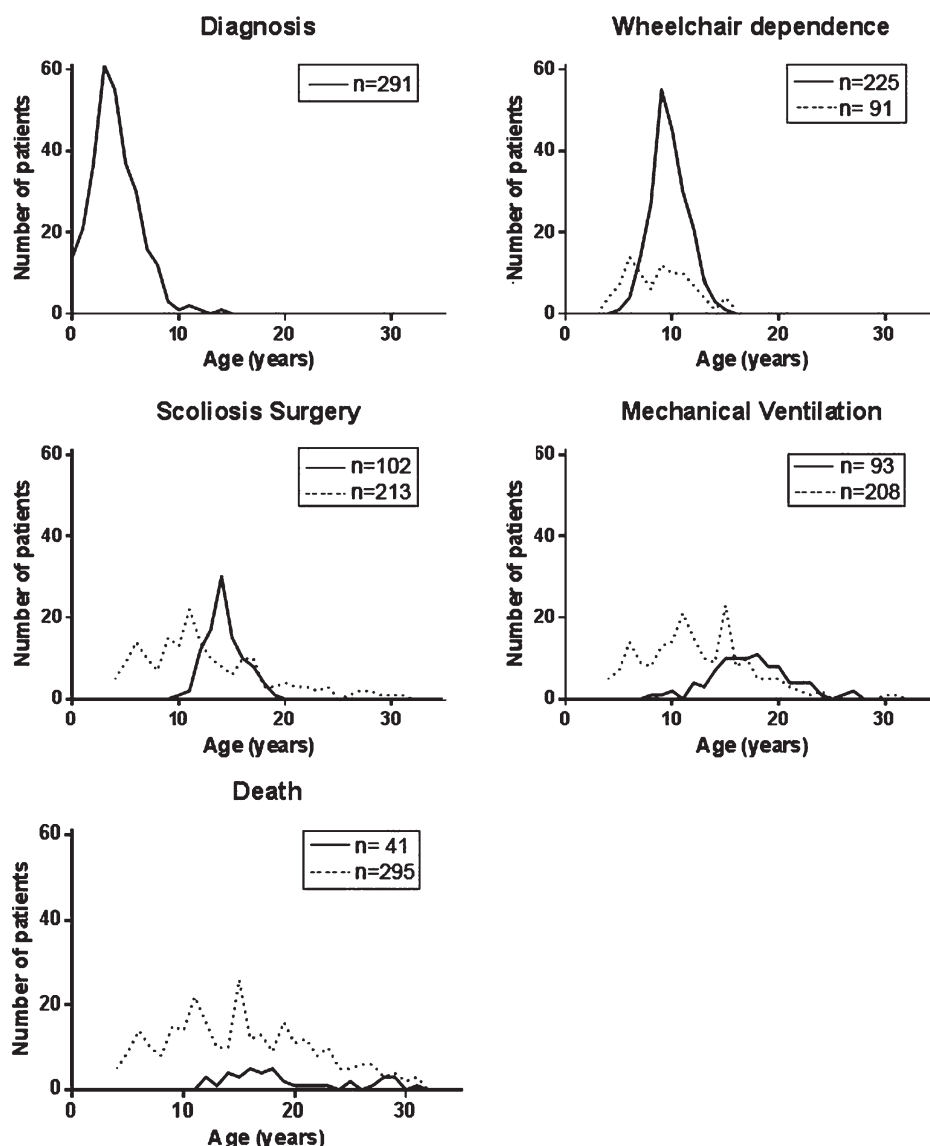 Diagnosis
60
40
20
0
Number of patients
n=291
0 10 20 30
Age (years)
Wheelchair dependence
60
40
20
0
Number of patients
n=225
n= 91
0 10 20 30
Age (years)
Scoliosis Surgery
60
40
20
0
Number of patients
n=102
n=213
0 10 20 30
Age (years)
Mechanical Ventilation
60
40
20
0
Number of patients
n= 93
n=208
0 10 20 30
Age (years)
Death
60
40
20
0
Number of patients
n= 41
n=295
0 10 20 30
Age (years)